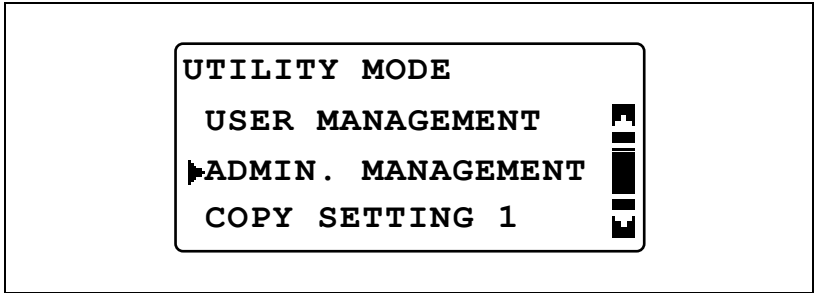 UTILITY MODE
USER MANAGEMENT
ADMIN. MANAGEMENT
COPY SETTING 1